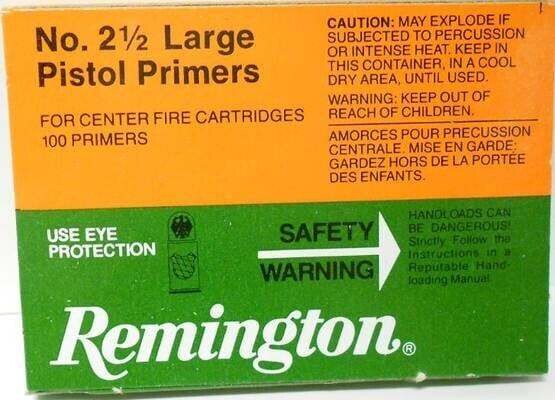 No. 2½ Large
Pistol Primers
FOR CENTER FIRE CARTRIDGES
100 PRIMERS
CAUTION: MAY EXPLODE IF
SUBJECTED TO PERCUSSION
OR INTENSE HEAT. KEEP IN
THIS CONTAINER, IN A COOL
DRY AREA, UNTIL USED.
WARNING: KEEP OUT OF
REACH OF CHILDREN.
AMORCES POUR PRECUSSION
CENTRALE. MISE EN GARDE:
GARDEZ HORS DE LA PORTÉE
DES ENFANTS.
USE EYE
PROTECTION
SAFETY
WARNING
HANDLOADS CAN
BE DANGEROUS!
Strictly Follow the
Instructions in a
Reputable Hand-
loading Manual.
Remington®